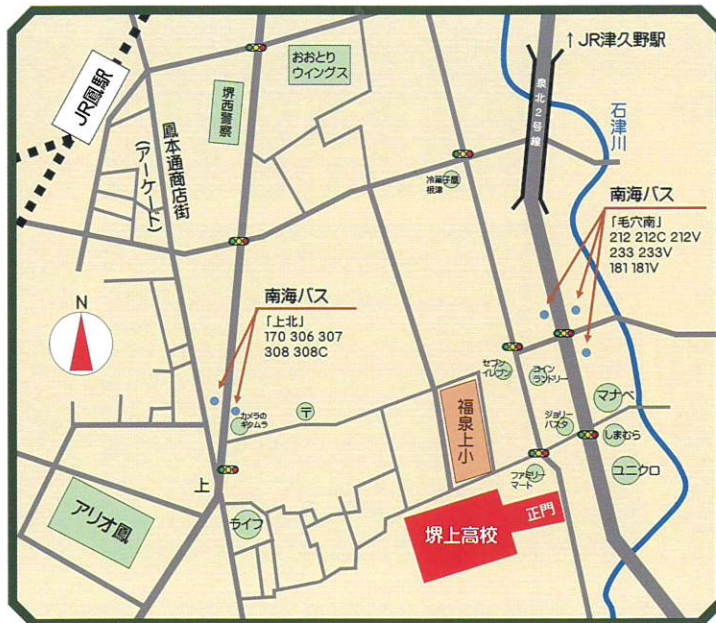 ↑JR津久野駅
JR鳳駅
おおとり
ウイングス
堺西警察
泉北2号線
石津川
鳳本通商店街
(アーケード)
冷菓子屋
根津
南海バス
「毛穴南」
212 212C 212V
233 233V
181 181V
N
南海バス
「上北」
170 306 307
308 308C
セブン
イレブン
コイン
ランドリー
マナベ
カメラの
キタムラ
〒
福泉上小
ジョリー
パスタ
しまむら
上
ファミリー
マート
ユニクロ
アリオ鳳
ライフ
堺上高校
正門